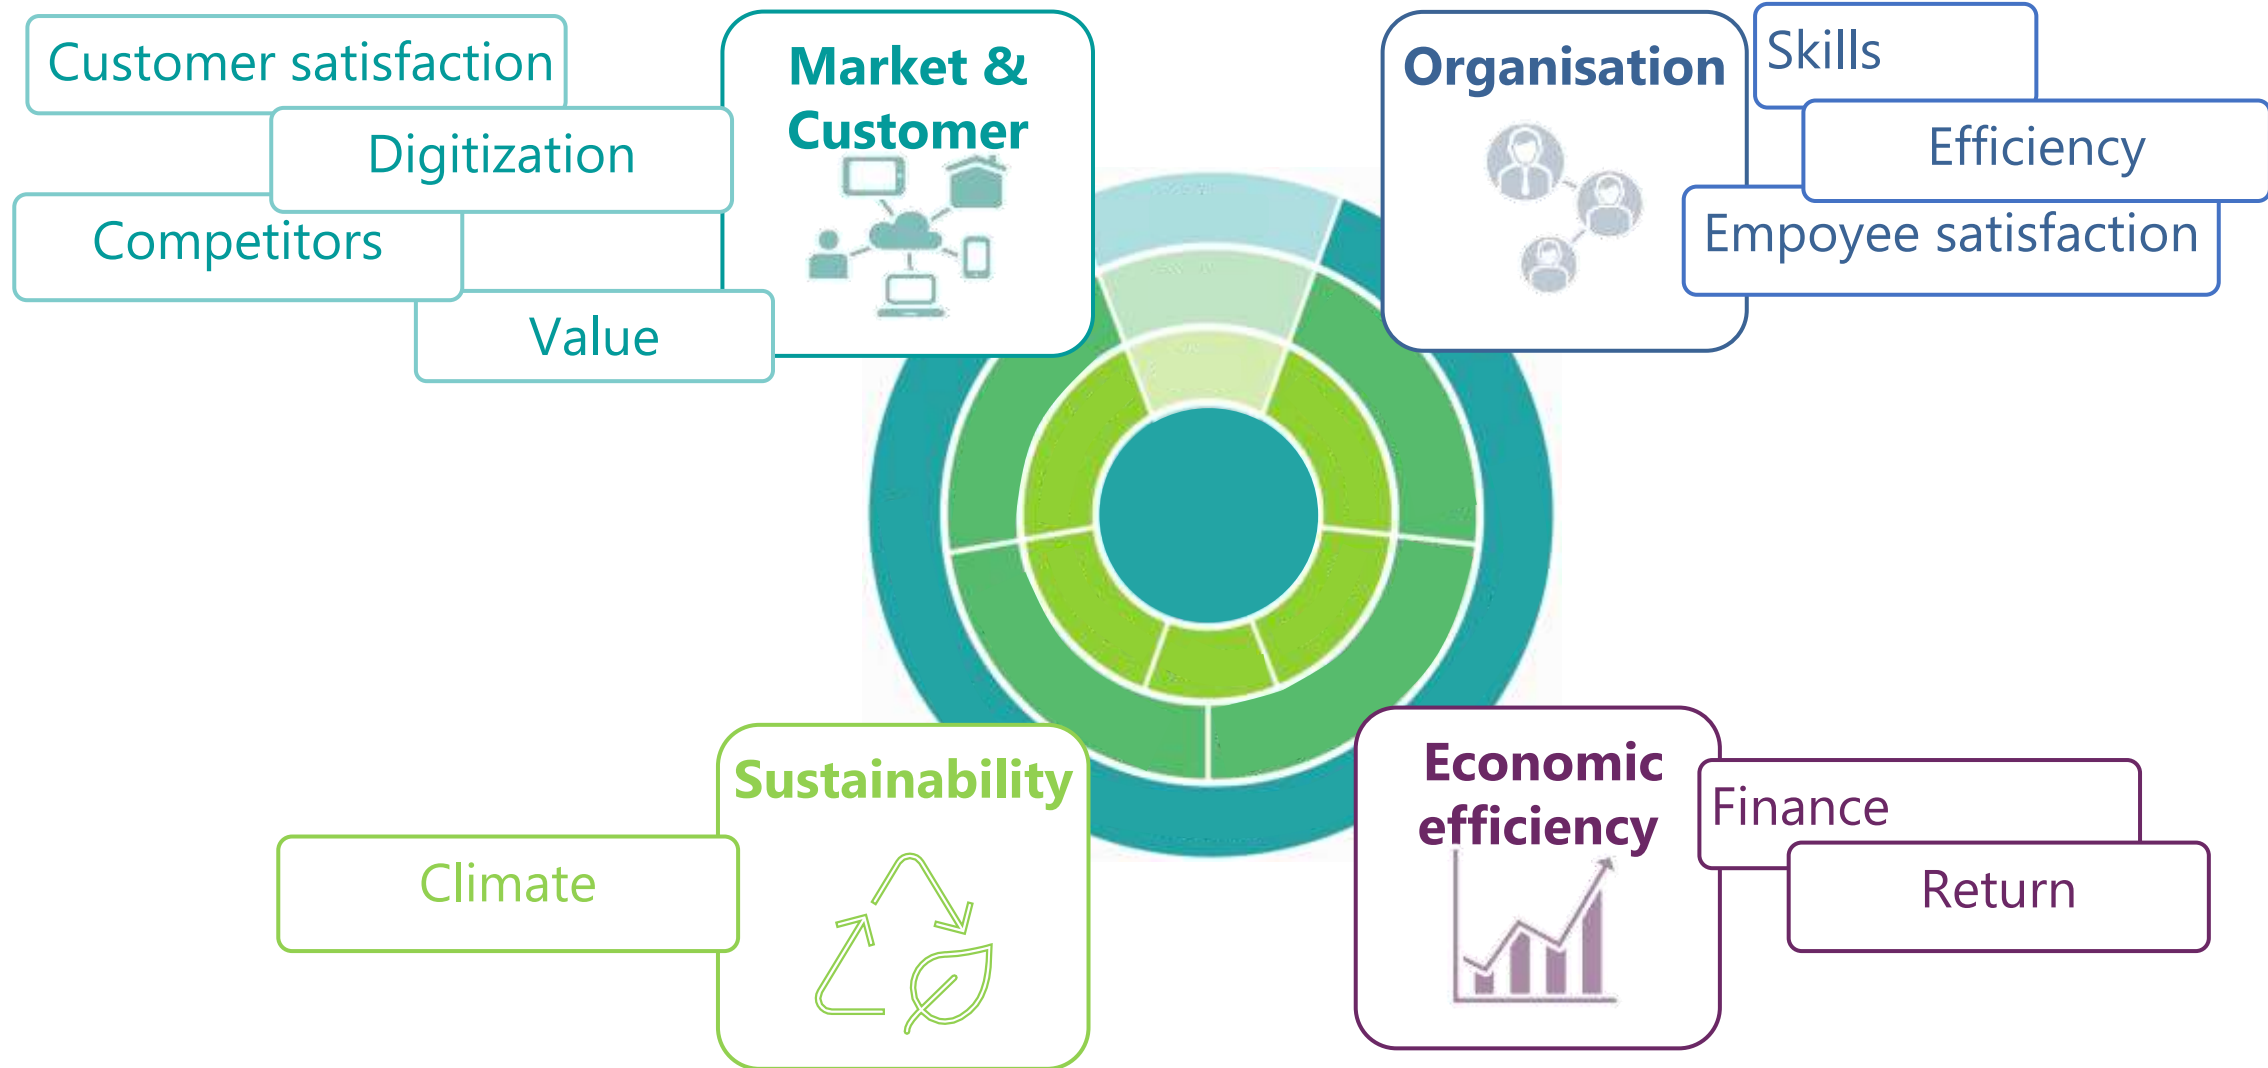 Customer satisfaction
Digitization
Competitors
Value
Market &
Customer
Organisation
Skills
Efficiency
Empoyee satisfaction
Sustainability
Climate
Economic
efficiency
Finance
Return